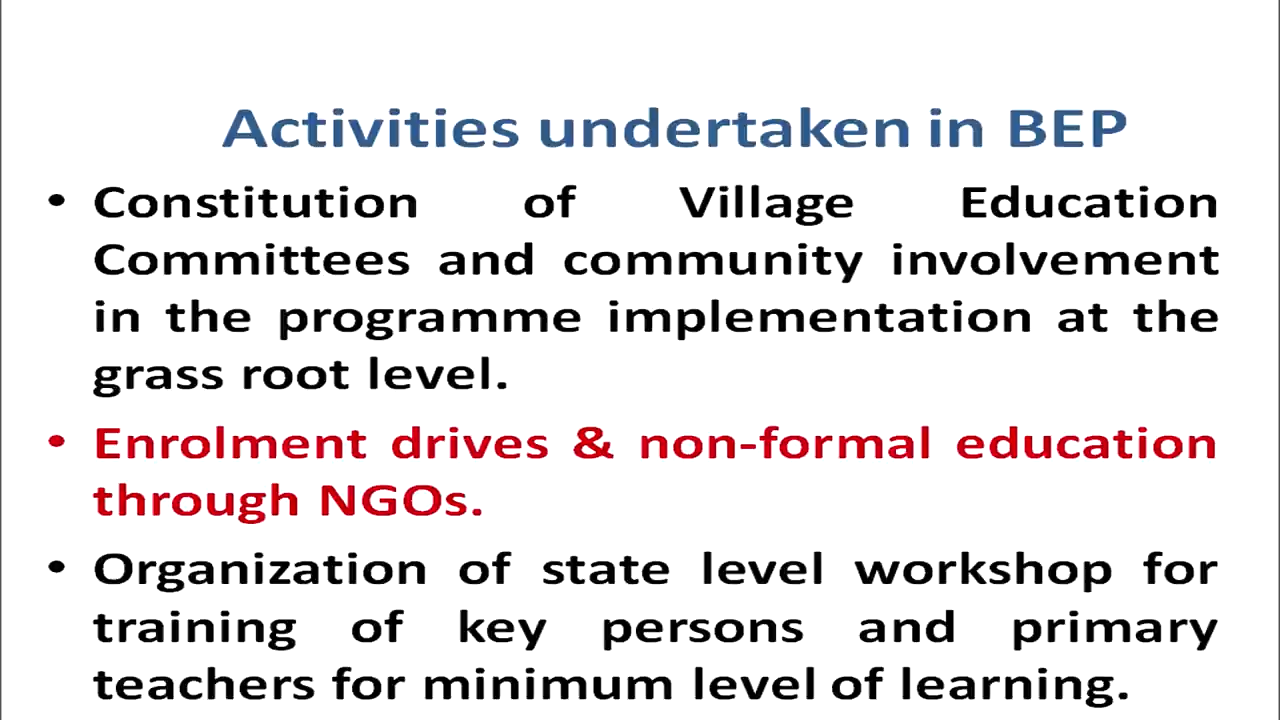 Activities undertaken in BEP
• Constitution of Village Education
Committees and community involvement
in the programme implementation at the
grass root level.
• Enrolment drives & non-formal education
through NGOs.
• Organization of state level workshop for
training of key persons and primary
teachers for minimum level of learning.